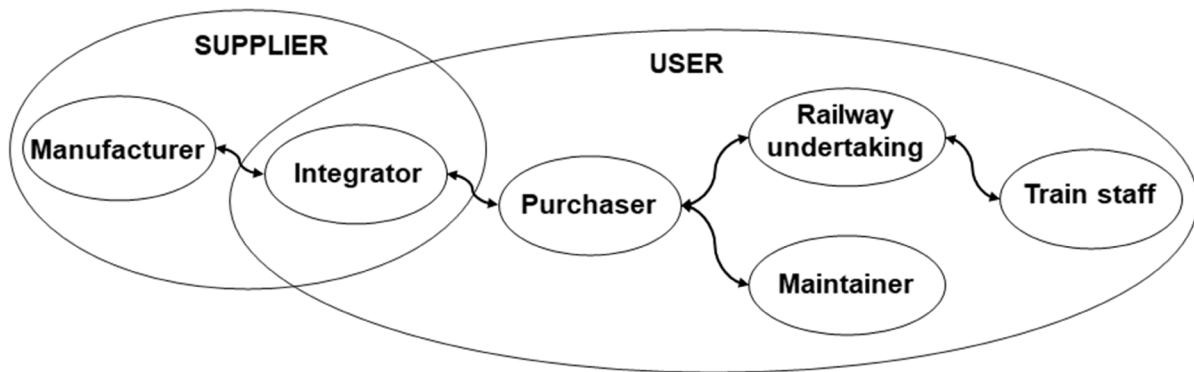 SUPPLIER
USER
Manufacturer
Integrator
Purchaser
Railway
undertaking
Train staff
Maintainer